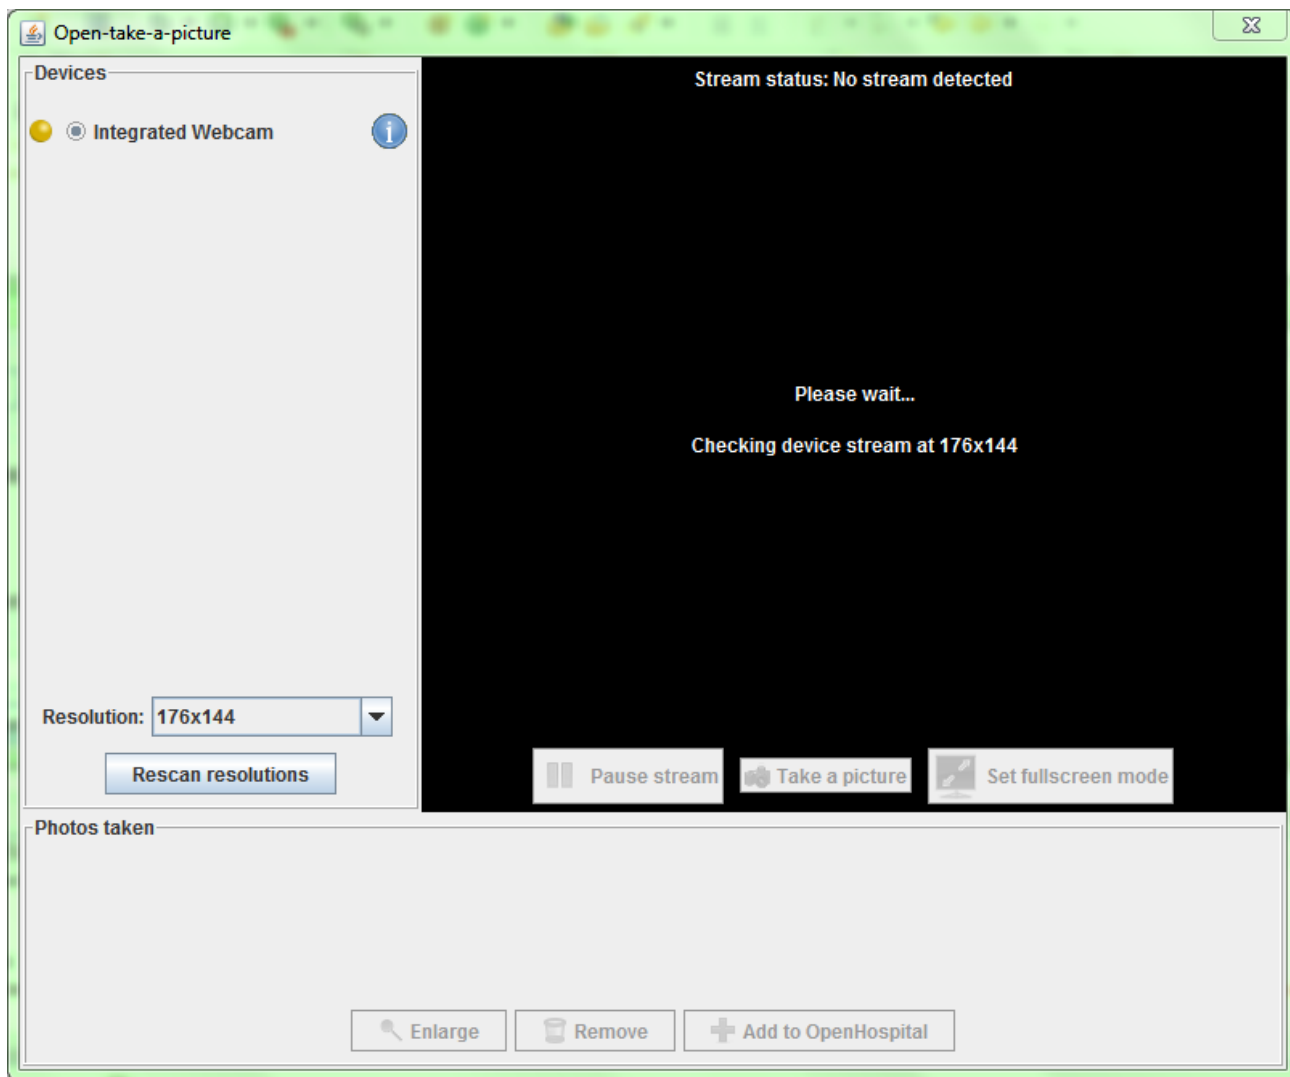 Open-take-a-picture
Devices
Integrated Webcam
Resolution: 176x144
Rescan resolutions
Stream status: No stream detected
Please wait...
Checking device stream at 176x144
Pause stream
Take a picture
Set fullscreen mode
Photos taken
Enlarge
Remove
Add to OpenHospital